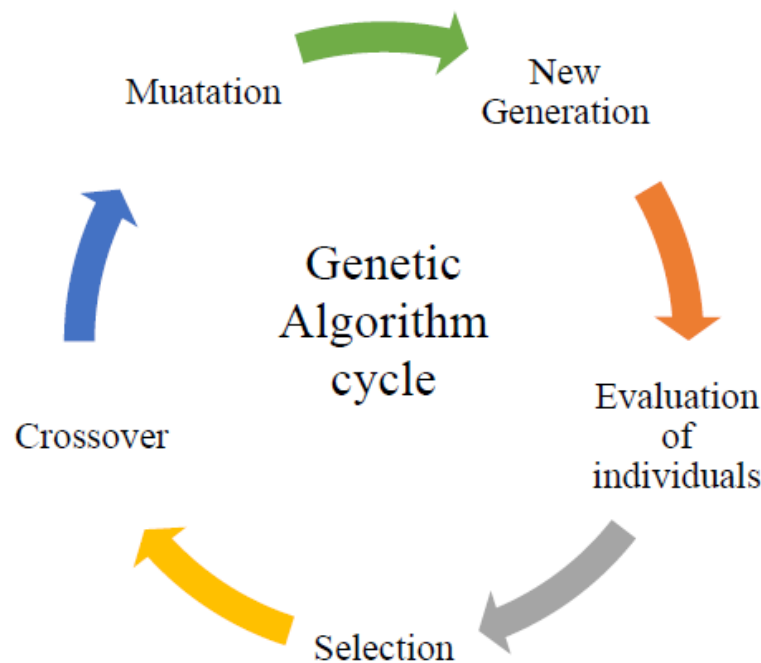 Muatation
New
Generation
Genetic
Algorithm
cycle
Evaluation
of
individuals
Crossover
Selection